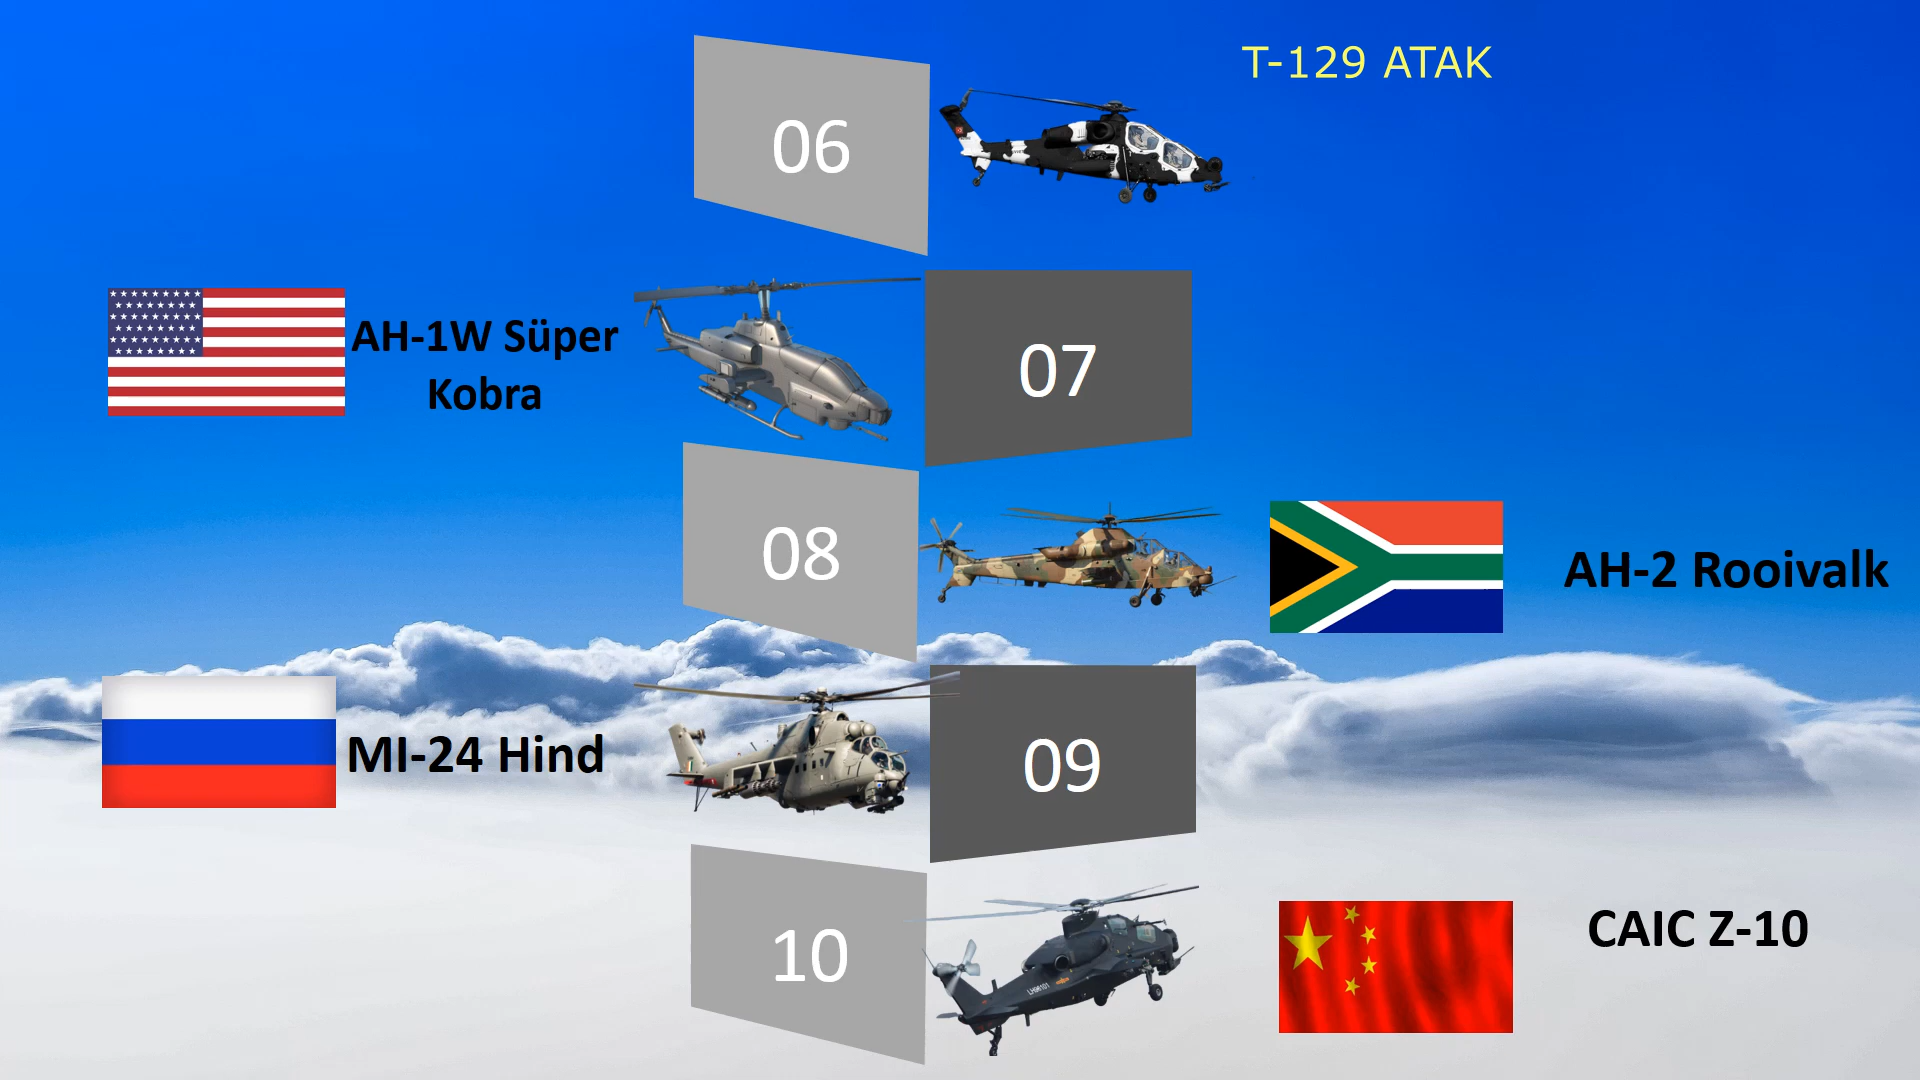 T-129 ATAK
06
AH-1W Süper
Kobra
07
08
AH-2 Rooivalk
MI-24 Hind
09
10
CAIC Z-10